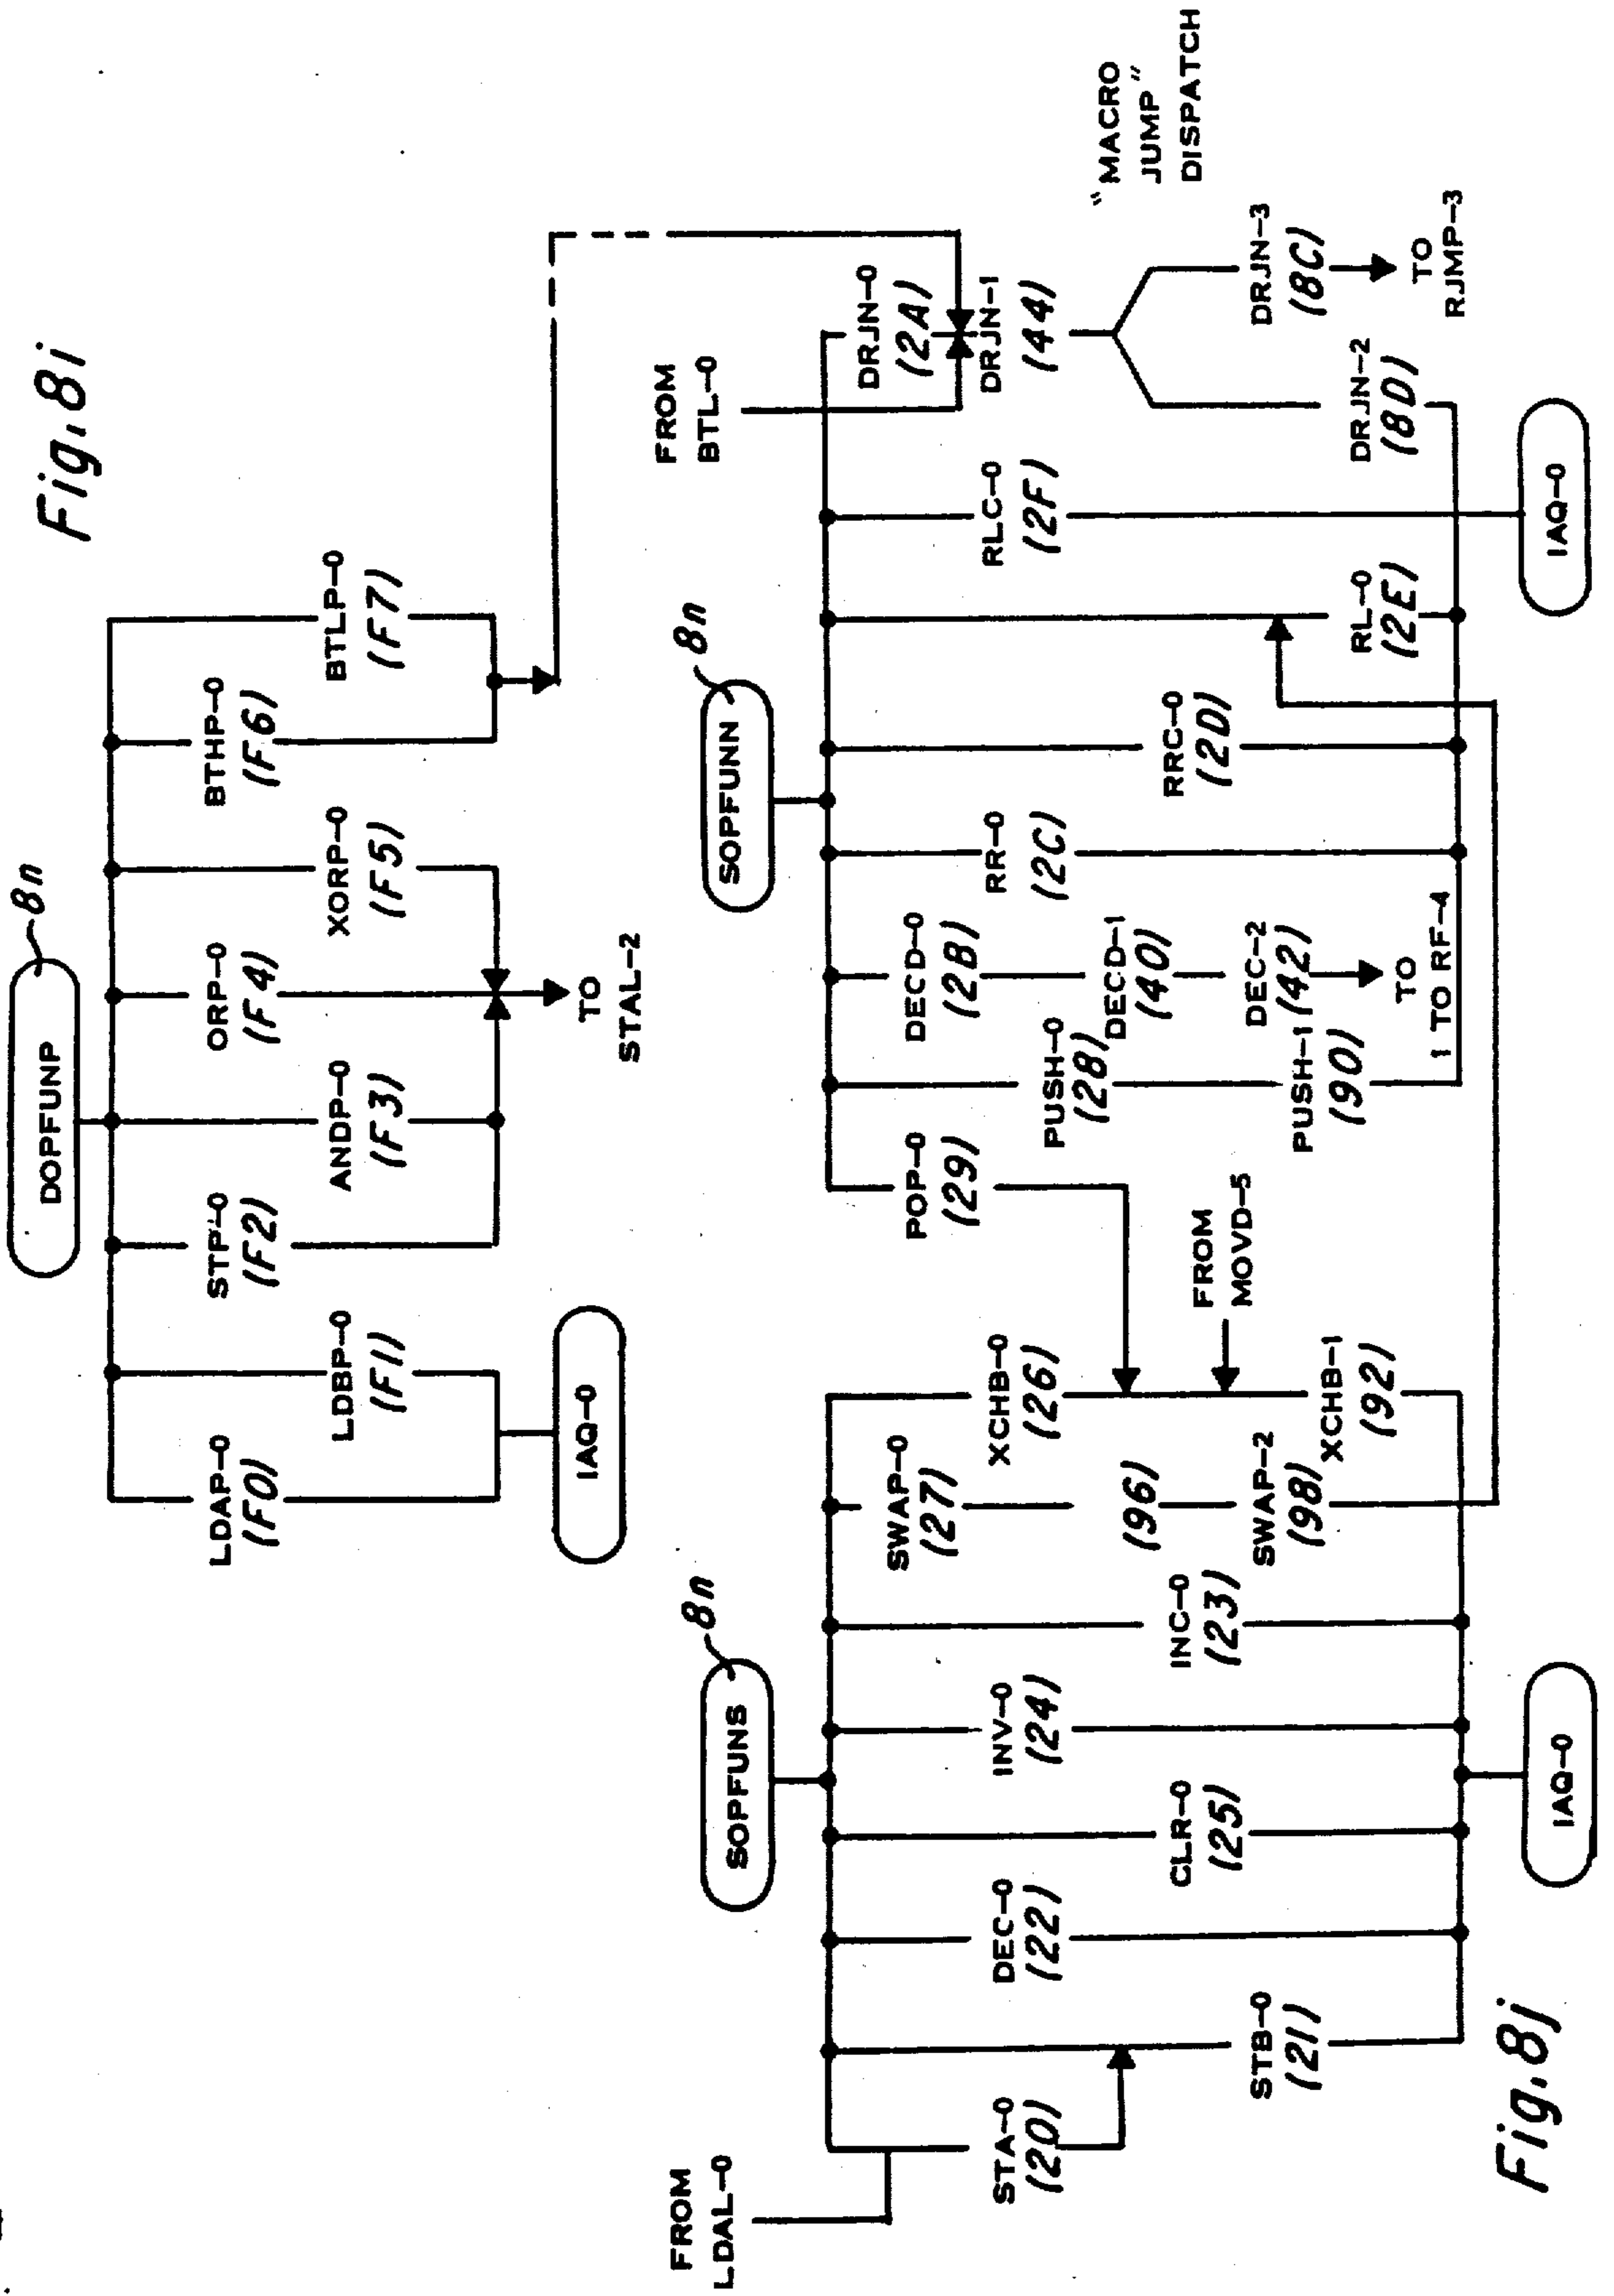 Fig. 8i
DOPFUNP
8n
LDAP-0
(F0)
LDBP-0
(F1)
STP-0
(F2)
ANDP-0
(F3)
ORP-0
(F4)
XORP-0
(F5)
BTHP-0
(F6)
BTLP-0
(F7)
IAQ-0
TO
STAL-2
SOPFUNS
8n
FROM
LDAL-0
STA-0
(20)
STB-0
(21)
DEC-0
(22)
CLR-0
(25)
INV-0
(24)
INC-0
(23)
SWAP-0
(27)
(96)
SWAP-2
(98)
XCHB-0
(26)
XCHB-1
(92)
FROM
MOVD-5
IAQ-0
SOPFUNN
8n
POP-0
(29)
PUSH-0
(28)
PUSH-1
(90)
DECD-0
(2B)
DECD-1
(40)
DEC-2
(42)
TO
1 TO RF-4
RR-0
(2C)
RRC-0
(2D)
RL-0
(2E)
RLC-0
(2F)
FROM
BTL-0
DRJN-0
(2A)
DRJN-1
(44)
DRJN-2
(8D)
DRJN-3
(8C)
TO
RJMP-3
"MACRO
JUMP"
DISPATCH
IAQ-0
Fig. 8j